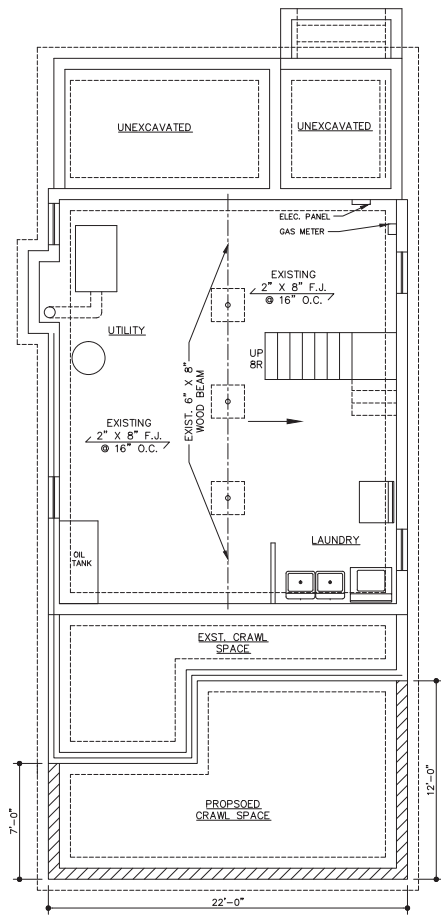 UNEXCAVATED
UNEXCAVATED
ELEC. PANEL
GAS METER
EXISTING
2" X 8" F.J.
@ 16" O.C.
UTILITY
UP
8R
EXIST. 6" X 8"
WOOD BEAM
EXISTING
2" X 8" F.J.
@ 16" O.C.
OIL
TANK
LAUNDRY
EXST. CRAWL
SPACE
PROPSOED
CRAWL SPACE
7'-0"
12'-0"
22'-0"